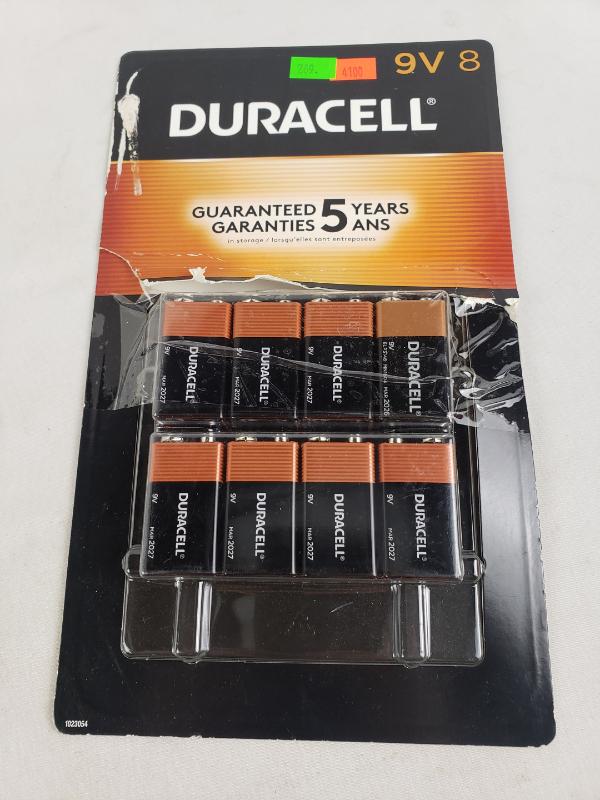 269. 4100
9V 8
DURACELL®
GUARANTEED 5 YEARS
GARANTIES ANS
in storage / lorsqu'elles sont entreposées
9V DURACELL® MAR 2027
9V DURACELL® MAR 2027
9V DURACELL® MAR 2027
9V DURACELL® MAR 2026
9V DURACELL® MAR 2027
9V DURACELL® MAR 2027
9V DURACELL® MAR 2027
9V DURACELL® MAR 2027
1023054